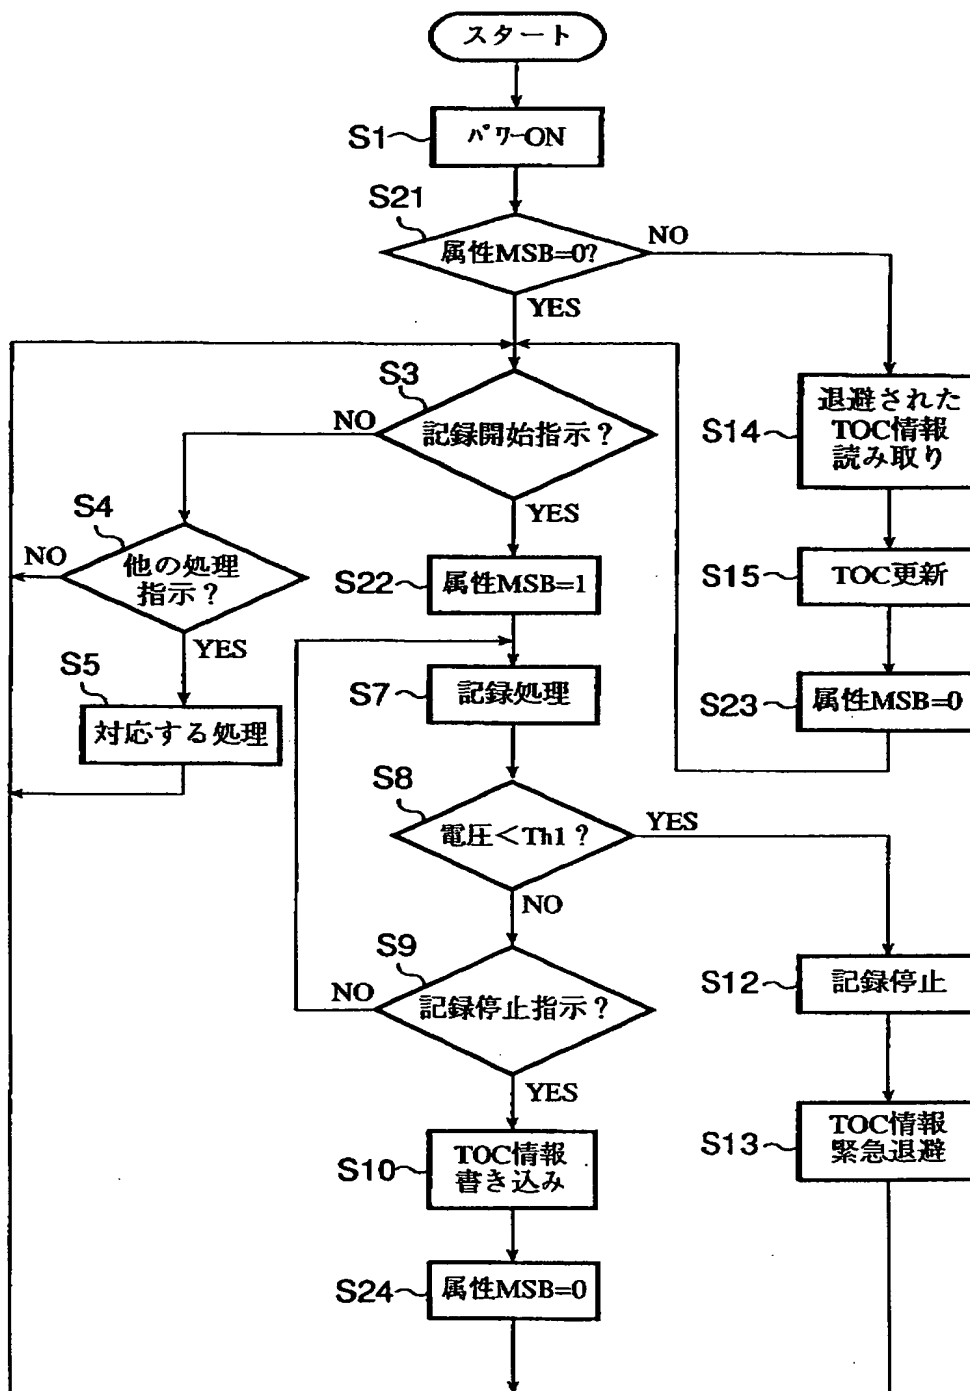 スタート
S1
パワーON
S21
属性MSB=0?
NO
YES
S3
記録開始指示？
NO
YES
S14
退避された
TOC情報
読み取り
S4
他の処理
指示？
NO
YES
S22
属性MSB=1
S15
TOC更新
S5
対応する処理
S7
記録処理
S23
属性MSB=0
S8
電圧＜Th1？
YES
NO
S9
記録停止指示？
NO
YES
S12
記録停止
S10
TOC情報
書き込み
S13
TOC情報
緊急退避
S24
属性MSB=0